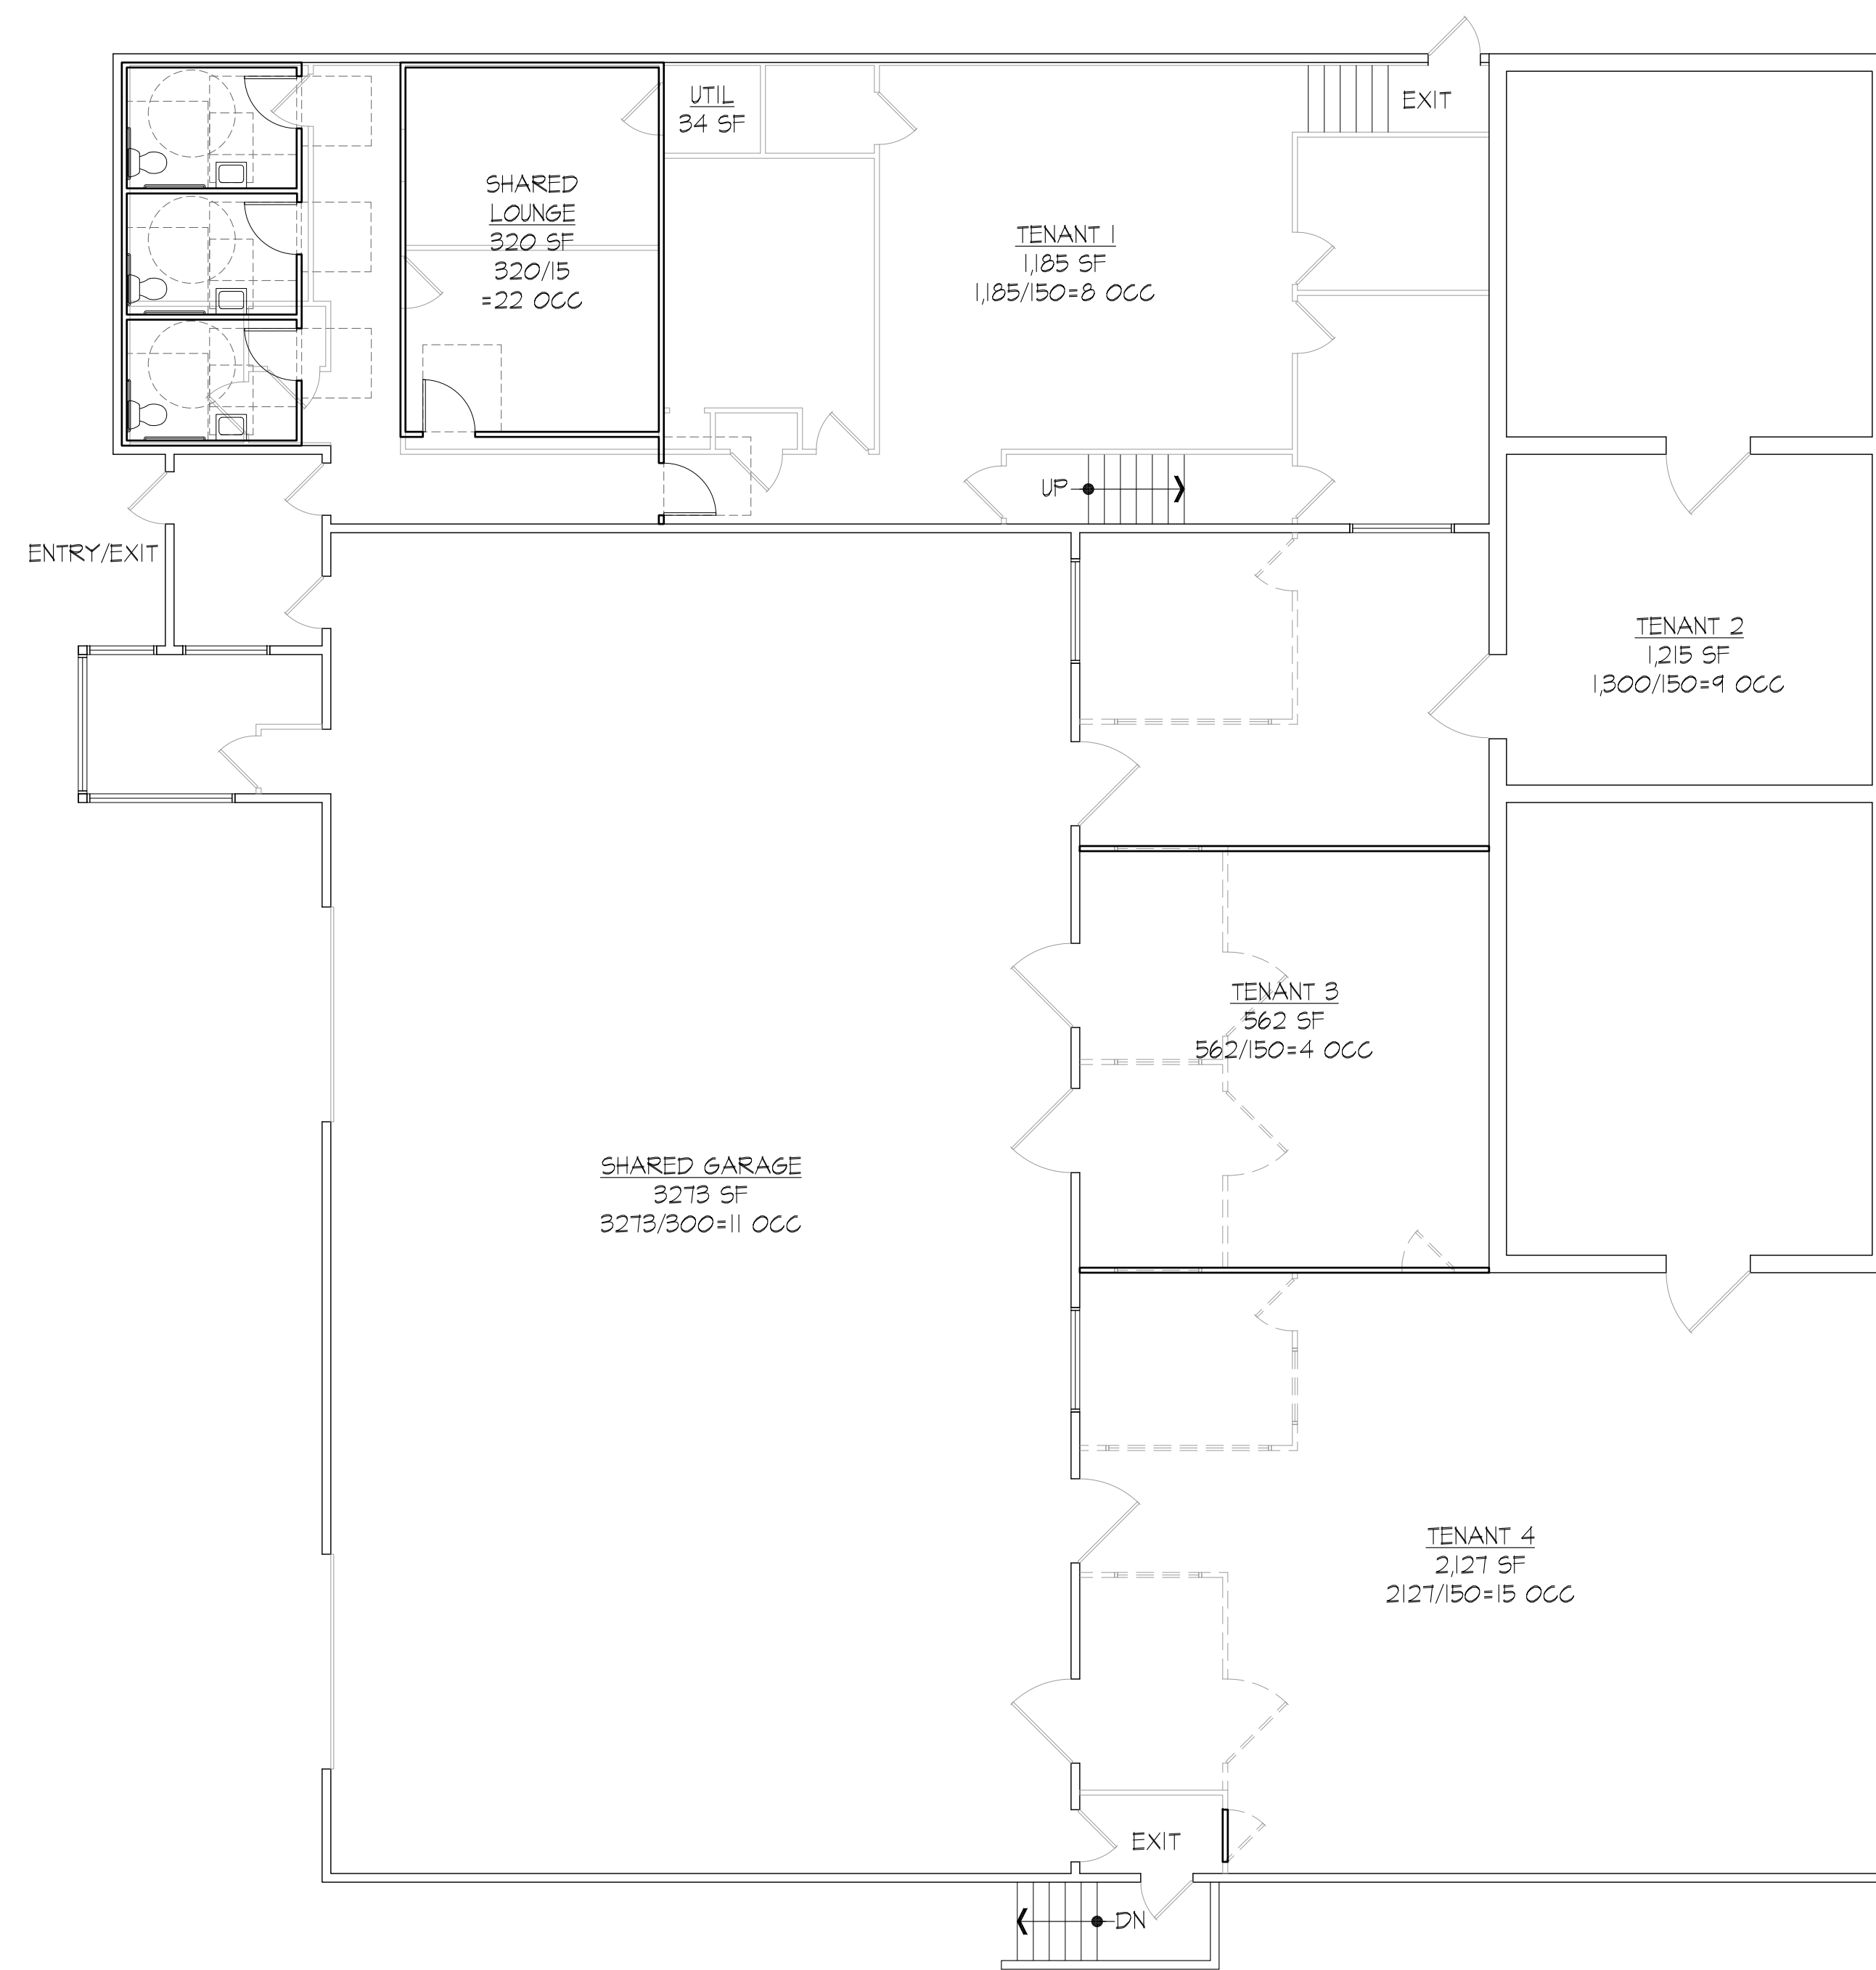 EXIT
UTIL
34 SF
SHARED
LOUNGE
320 SF
320/15
=22 OCC
TENANT 1
1,185 SF
1,185/150=8 OCC
UP
ENTRY/EXIT
TENANT 2
1,215 SF
1,300/150=9 OCC
TENANT 3
562 SF
562/150=4 OCC
SHARED GARAGE
3273 SF
3273/300=11 OCC
TENANT 4
2,127 SF
2127/150=15 OCC
EXIT
DN